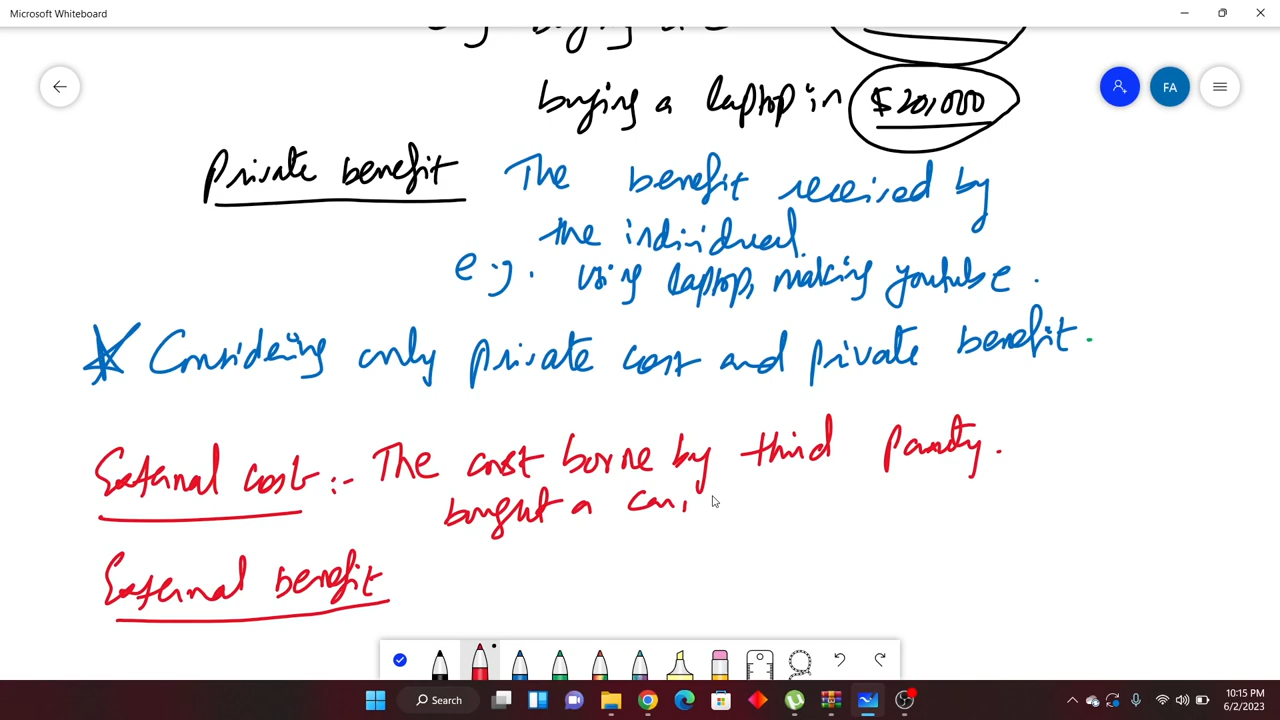 Microsoft Whiteboard
e.g. buying a
buying a laptop in $20,000
FA
Private benefit The benefit received by
the individual.
e.g. using laptop, making youtube.
Considering only private cost and private benefit.
External cost :- The cost borne by third party.
bought a car,
External benefit
Search
10:15 PM
6/2/2023